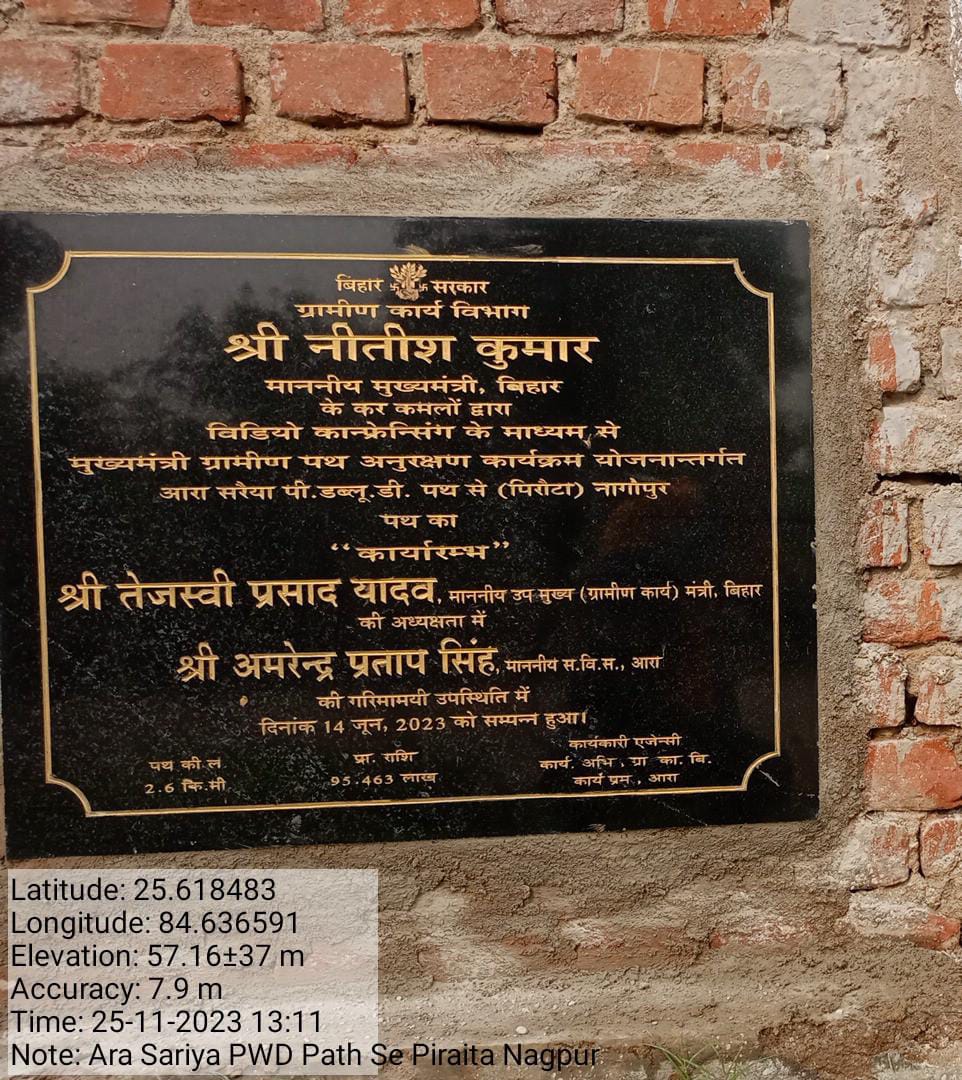 बिहार सरकार
ग्रामीण कार्य विभाग
श्री नीतीश कुमार
माननीय मुख्यमंत्री, बिहार
के कर कमलों द्वारा
विडियो कान्फ्रेन्सिंग के माध्यम से
मुख्यमंत्री ग्रामीण पथ अनुरक्षण कार्यक्रम योजनान्तर्गत
आरा सरैया पी.डब्लू.डी. पथ से (पिरौटा) नागोपुर
पथ का
“कार्यारम्भ”
श्री तेजस्वी प्रसाद यादव, माननीय उप मुख्य (ग्रामीण कार्य) मंत्री, बिहार
की अध्यक्षता में
श्री अमरेन्द्र प्रताप सिंह, माननीय स.वि.स., आरा
की गरिमामयी उपस्थिति में
दिनांक 14 जून, 2023 को सम्पन्न हुआ।
पथ की ल
2.6 कि.मी
प्रा. राशि
95.463 लाख
कार्यकारी एजेन्सी
कार्य. अभि., ग्रा. का. वि.
कार्य प्रम., आरा
Latitude: 25.618483
Longitude: 84.636591
Elevation: 57.16±37 m
Accuracy: 7.9 m
Time: 25-11-2023 13:11
Note: Ara Sariya PWD Path Se Piraita Nagpur